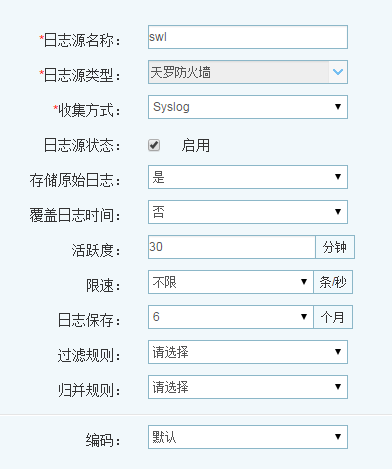 *日志源名称： swl
*日志源类型： 天罗防火墙
*收集方式： Syslog
日志源状态： 启用
存储原始日志： 是
覆盖日志时间： 否
活跃度： 30 分钟
限速： 不限 条/秒
日志保存： 6 个月
过滤规则： 请选择
归并规则： 请选择
编码： 默认